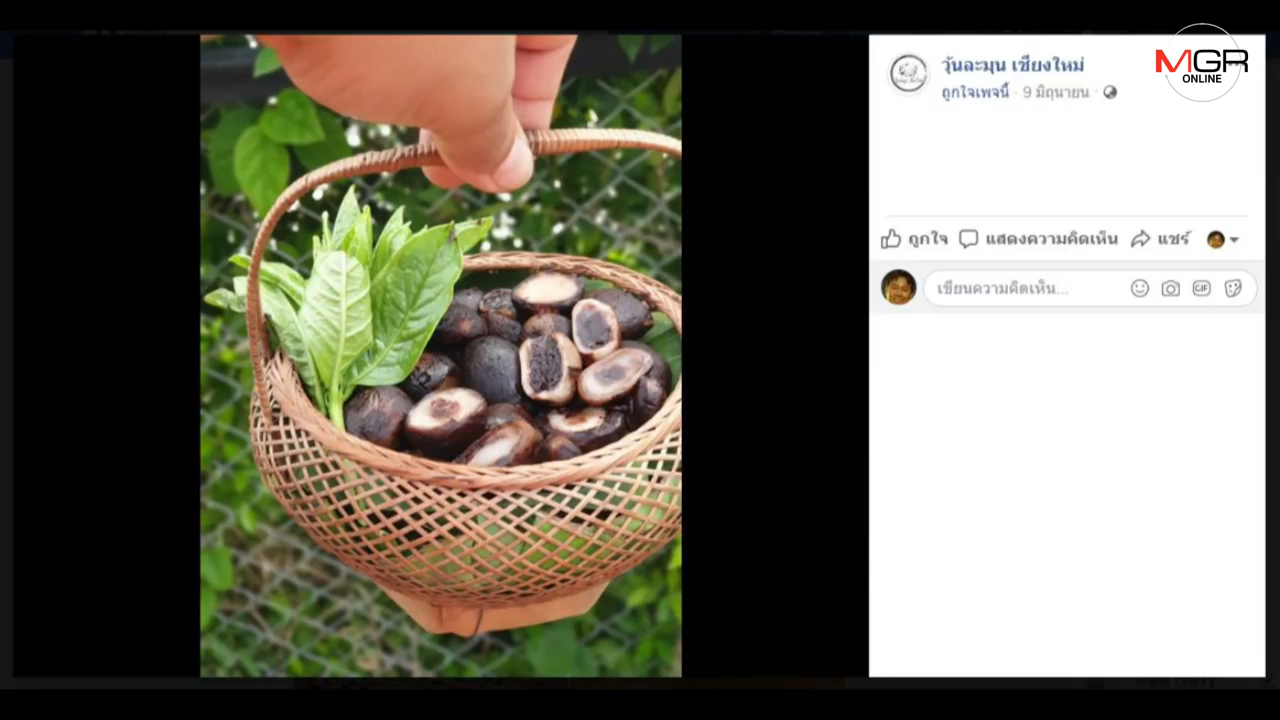 วุ้นละมุน เชียงใหม่
ถูกใจเพจนี้ · 9 มิถุนายน ·
MGR
ONLINE
ถูกใจ แสดงความคิดเห็น แชร์
เขียนความคิดเห็น...
GIF